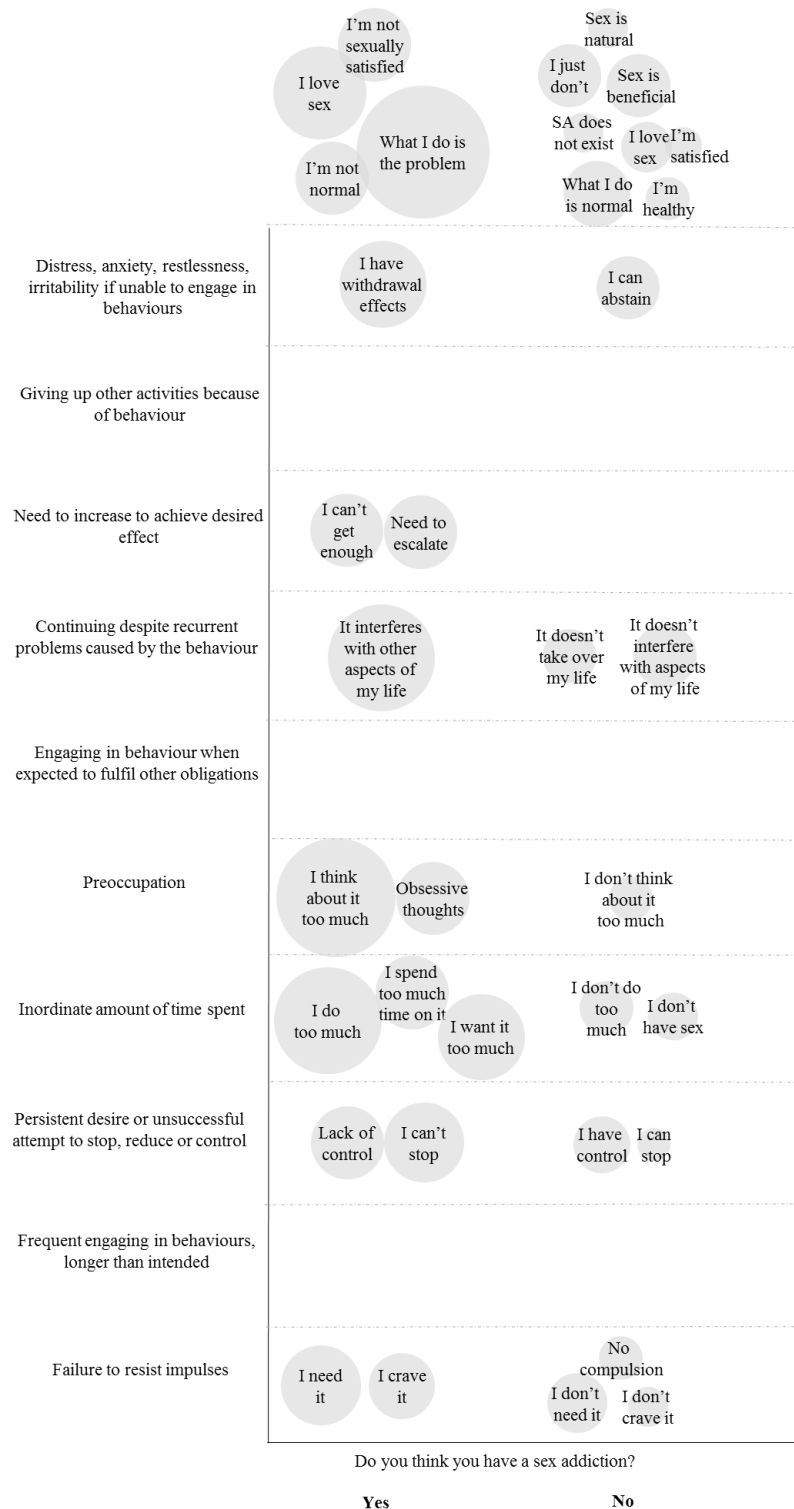 I'm not
sexually
satisfied
I love
sex
What I do is
the problem
I'm not
normal
Sex is
natural
I just
don't
Sex is
beneficial
SA does
not exist
I love
sex
I'm
satisfied
What I do
is normal
I'm
healthy
Distress, anxiety, restlessness,
irritability if unable to engage in
behaviours
I have
withdrawal
effects
I can
abstain
Giving up other activities because
of behaviour
Need to increase to achieve desired
effect
I can't
get
enough
Need to
escalate
Continuing despite recurrent
problems caused by the behaviour
It interferes
with other
aspects of
my life
It doesn't
take over
my life
It doesn't
interfere
with aspects
of my life
Engaging in behaviour when
expected to fulfil other obligations
Preoccupation
I think
about it
too much
Obsessive
thoughts
I don't think
about it
too much
Inordinate amount of time spent
I do
too much
I spend
too much
time on it
I want it
too much
I don't do
too
much
I don't
have sex
Persistent desire or unsuccessful
attempt to stop, reduce or control
Lack of
control
I can't
stop
I have
control
I can
stop
Frequent engaging in behaviours,
longer than intended
Failure to resist impulses
I need
it
I crave
it
No
compulsion
I don't
need it
I don't
crave it
Do you think you have a sex addiction?
Yes
No